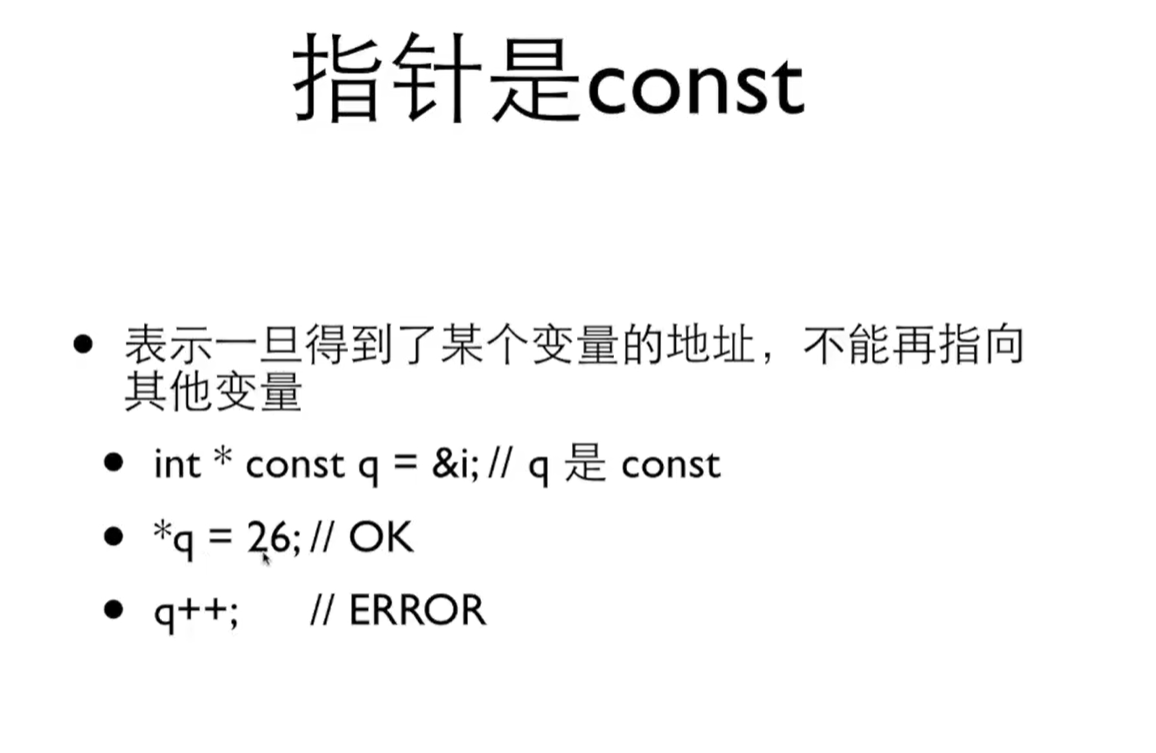 指针是const
• 表示一旦得到了某个变量的地址，不能再指向
其他变量
• int * const q = &i; // q 是 const
• *q = 26; // OK
• q++; // ERROR